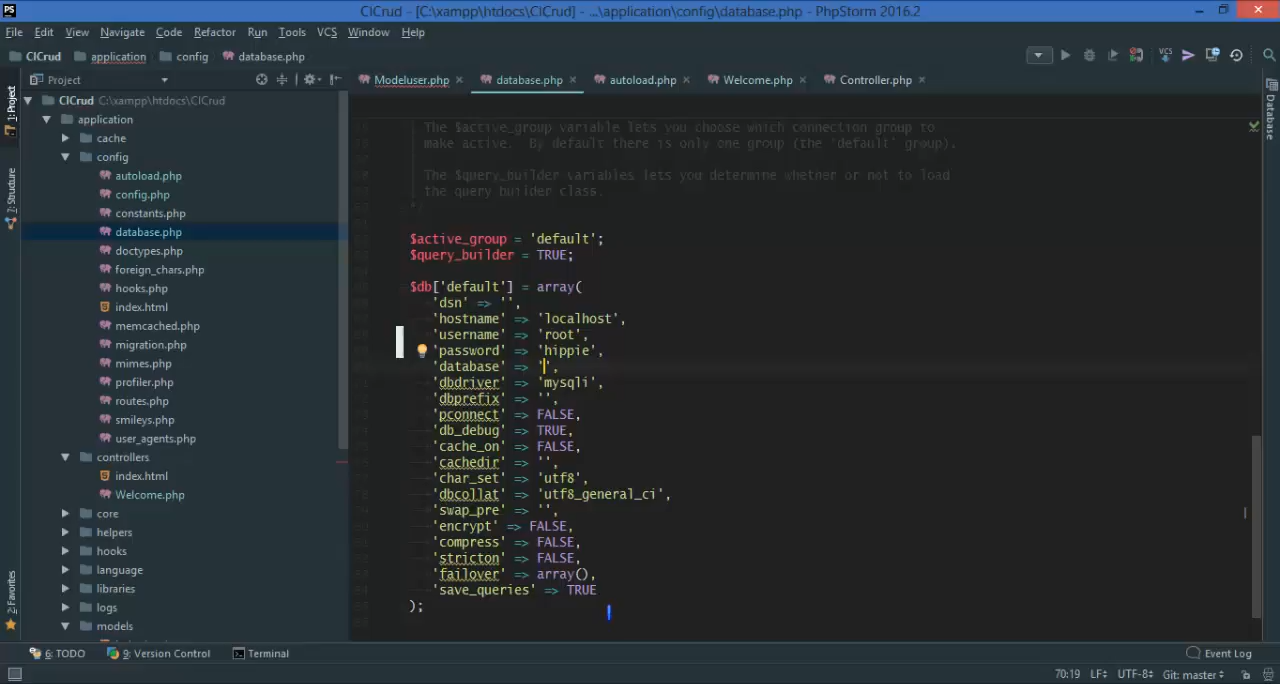 PS
CICrud - [C:\xampp\htdocs\CICrud] - ...\application\config\database.php - PhpStorm 2016.2
File Edit View Navigate Code Refactor Run Tools VCS Window Help
CICrud application config database.php
VCS
Project
Modeluser.php × database.php × autoload.php × Welcome.php × Controller.php ×
1: Project
7: Structure
2: Favorites
Database
CICrud C:\xampp\htdocs\CICrud
application
cache
config
autoload.php
config.php
constants.php
database.php
doctypes.php
foreign_chars.php
hooks.php
index.html
memcached.php
migration.php
mimes.php
profiler.php
routes.php
smileys.php
user_agents.php
controllers
index.html
Welcome.php
core
helpers
hooks
language
libraries
logs
models
The $active_group variable lets you choose which connection group to
make active. By default there is only one group (the 'default' group).
The $query_builder variables lets you determine whether or not to load
the query builder class.
$active_group = 'default';
$query_builder = TRUE;
$db['default'] = array(
'dsn' => '',
'hostname' => 'localhost',
'username' => 'root',
'password' => 'hippie',
'database' => '',
'dbdriver' => 'mysqli',
'dbprefix' => '',
'pconnect' => FALSE,
'db_debug' => TRUE,
'cache_on' => FALSE,
'cachedir' => '',
'char_set' => 'utf8',
'dbcollat' => 'utf8_general_ci',
'swap_pre' => '',
'encrypt' => FALSE,
'compress' => FALSE,
'stricton' => FALSE,
'failover' => array(),
'save_queries' => TRUE
);
6: TODO 9: Version Control Terminal Event Log
70:19 LF÷ UTF-8÷ Git: master÷